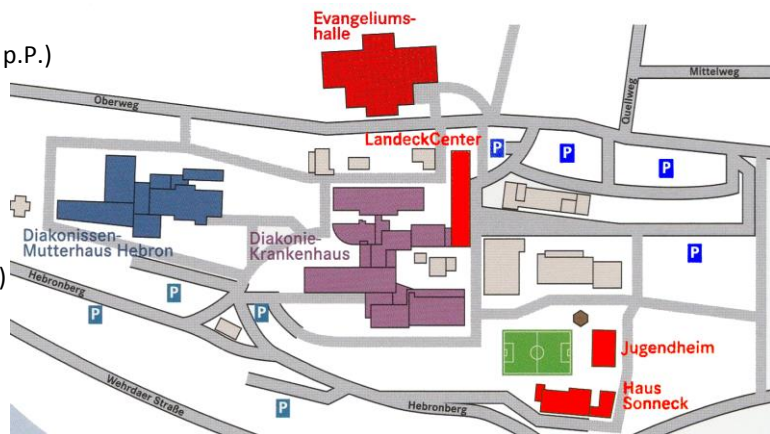 Evangeliums-
halle
p.P.)
Mittelweg
Oberweg
Quellweg
LandeckCenter
P
P
P
Diakonissen-
Mutterhaus Hebron
Diakonie-
Krankenhaus
P
)
Hebronberg
P
P
P
Jugendheim
Haus
Sonneck
Wehrdaer Straße
P
Hebronberg